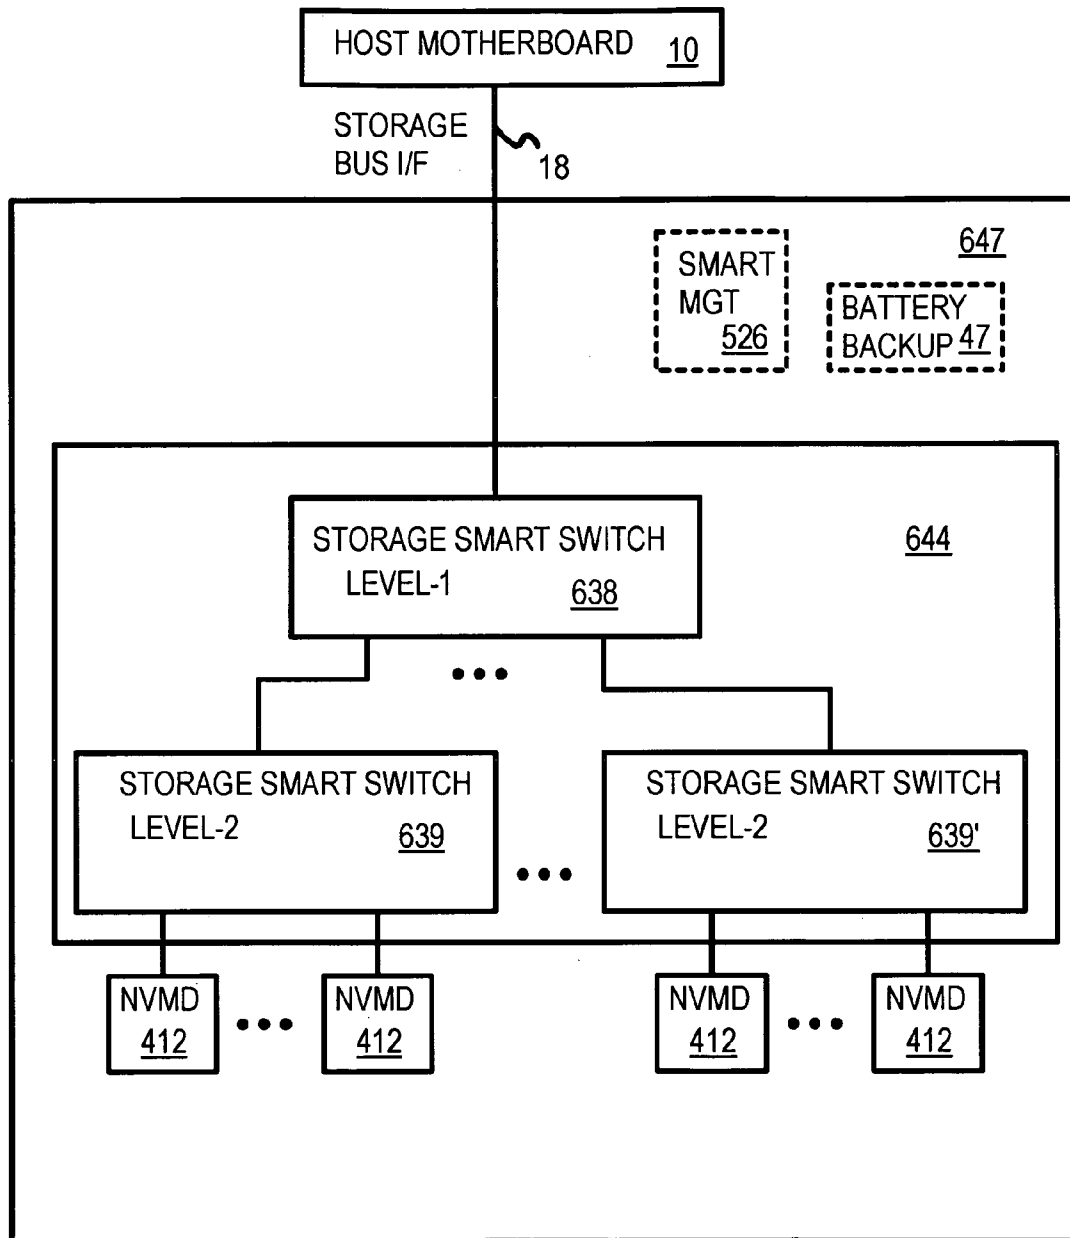 HOST MOTHERBOARD 10
STORAGE
BUS I/F
18
647
SMART
MGT
526
BATTERY
BACKUP 47
STORAGE SMART SWITCH
LEVEL-1
638
644
STORAGE SMART SWITCH
LEVEL-2
639
STORAGE SMART SWITCH
LEVEL-2
639'
NVMD
412
NVMD
412
NVMD
412
NVMD
412